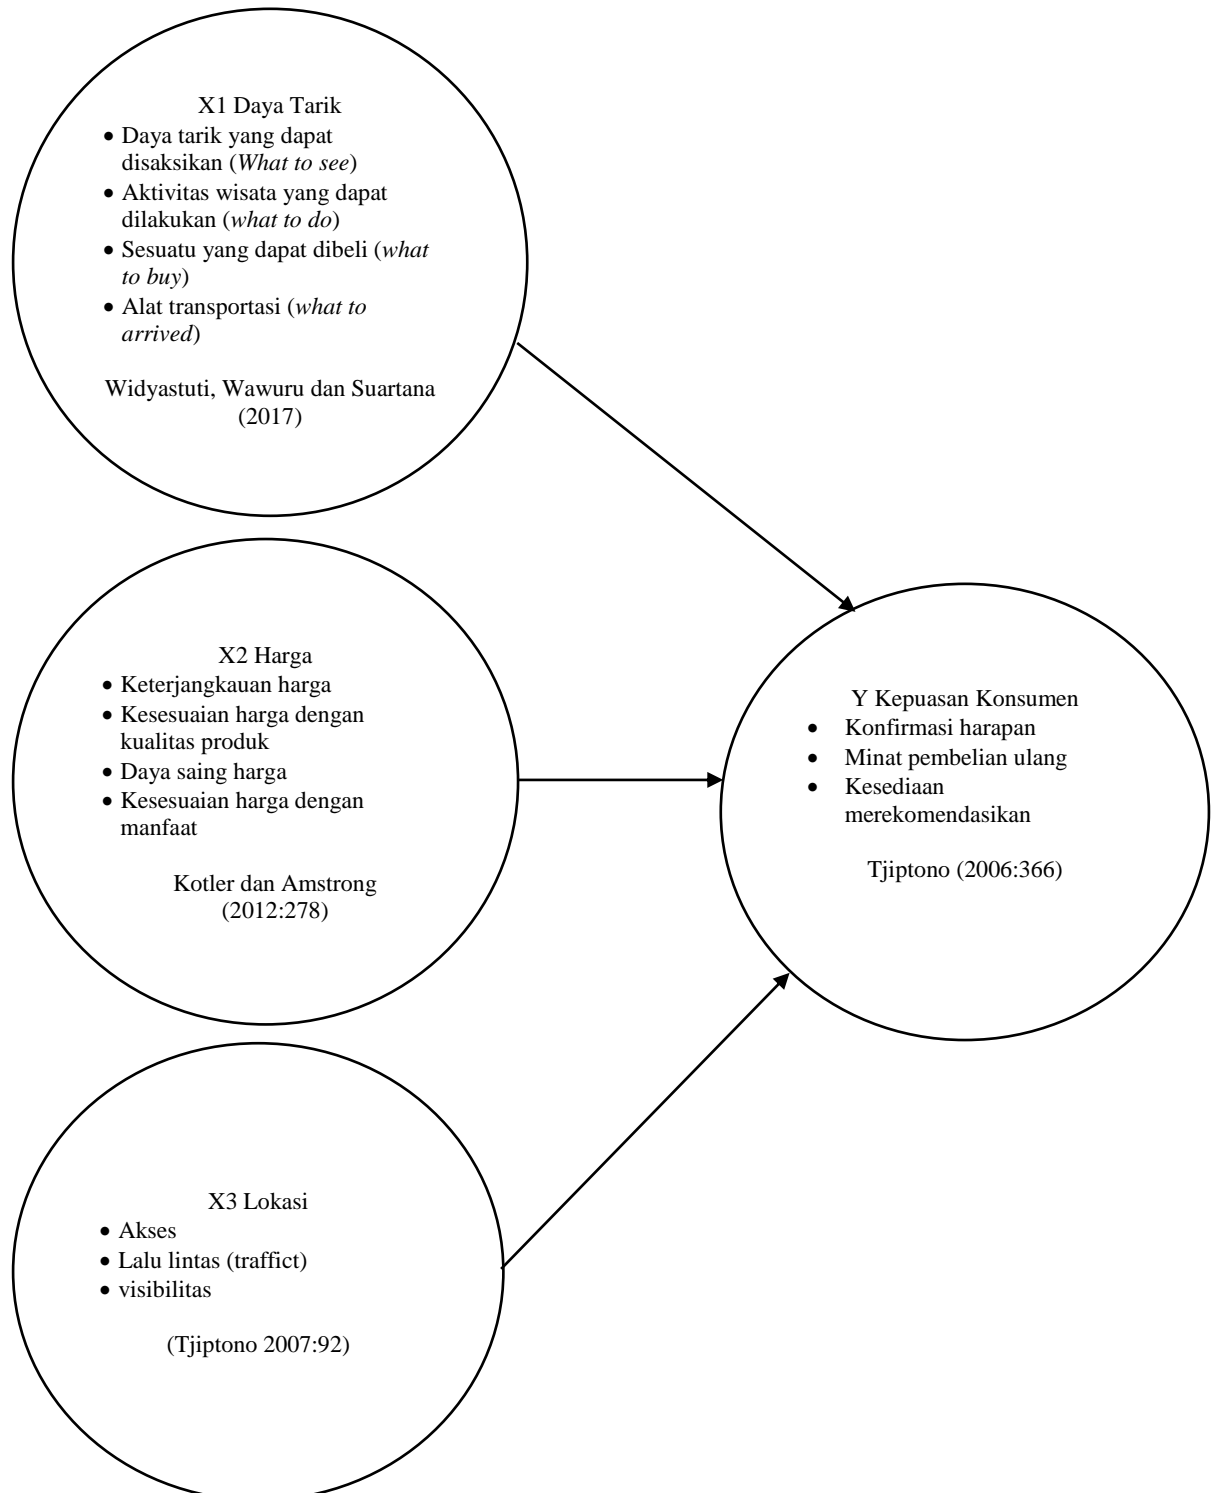 X1 Daya Tarik
• Daya tarik yang dapat
disaksikan (What to see)
• Aktivitas wisata yang dapat
dilakukan (what to do)
• Sesuatu yang dapat dibeli (what
to buy)
• Alat transportasi (what to
arrived)
Widyastuti, Wawuru dan Suartana
(2017)
X2 Harga
• Keterjangkauan harga
• Kesesuaian harga dengan
kualitas produk
• Daya saing harga
• Kesesuaian harga dengan
manfaat
Kotler dan Amstrong
(2012:278)
Y Kepuasan Konsumen
• Konfirmasi harapan
• Minat pembelian ulang
• Kesediaan
merekomendasikan
Tjiptono (2006:366)
X3 Lokasi
• Akses
• Lalu lintas (traffict)
• visibilitas
(Tjiptono 2007:92)